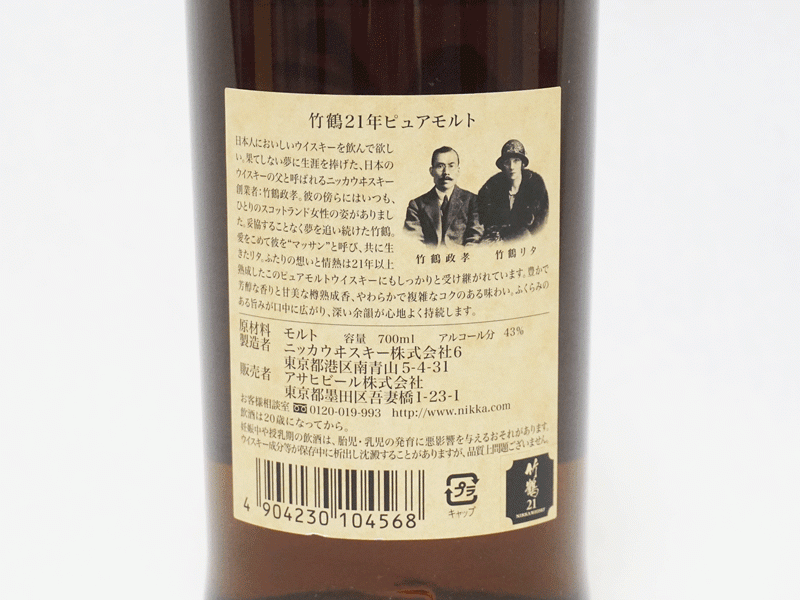 竹鶴21年ピュアモルト
日本人においしいウイスキーを飲んで欲し
い。果てしない夢に生涯を捧げた、日本の
ウイスキーの父と呼ばれるニッカウヰスキー
創業者:竹鶴政孝。彼の傍らにはいつも、
ひとりのスコットランド女性の姿がありまし
た。妥協することなく夢を追い続けた竹鶴。
愛をこめて彼を“マッサン”と呼び、共に生
きたリタ。ふたりの想いと情熱は21年以上
熟成したこのピュアモルトウイスキーにもしっかりと受け継がれています。豊かで
芳醇な香りと甘美な樽熟成香、やわらかで複雑なコクのある味わい。ふくらみの
ある旨みが口中に広がり、深い余韻が心地よく持続します。
竹鶴政孝 竹鶴リタ
原材料 モルト 容量 700ml アルコール分 43%
製造者 ニッカウヰスキー株式会社6
東京都港区南青山5-4-31
販売者 アサヒビール株式会社
東京都墨田区吾妻橋1-23-1
お客様相談室 0120-019-993 http://www.nikka.com
飲酒は20歳になってから。
妊娠中や授乳期の飲酒は、胎児・乳児の発育に悪影響を与えるおそれがあります。
ウイスキー成分等が保存中に析出し沈澱することがありますが、品質上問題ございません。
4 904230 104568
プラ
キャップ
竹鶴
21
NIKKA WHISKY